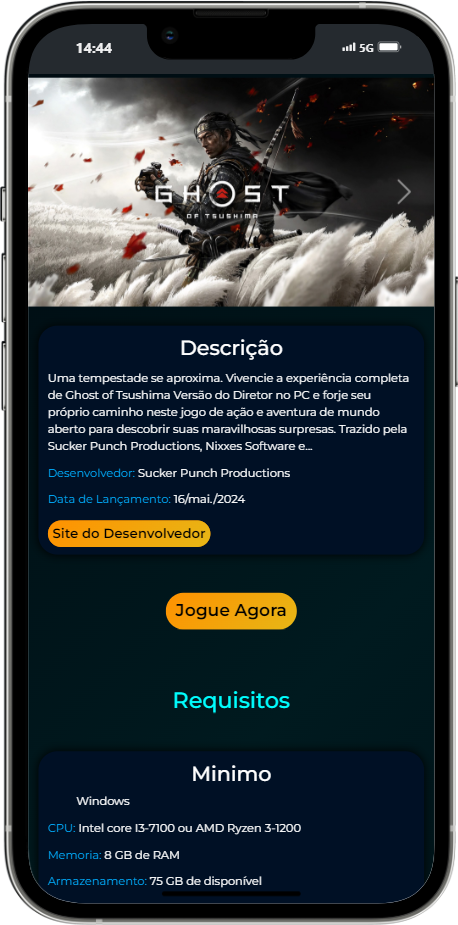 14:44
5G
GHOST
OF TSUSHIMA
Descrição
Uma tempestade se aproxima. Vivencie a experiência completa
de Ghost of Tsushima Versão do Diretor no PC e forje seu
próprio caminho neste jogo de ação e aventura de mundo
aberto para descobrir suas maravilhosas surpresas. Trazido pela
Sucker Punch Productions, Nixxes Software e...
Desenvolvedor: Sucker Punch Productions
Data de Lançamento: 16/mai./2024
Site do Desenvolvedor
Jogue Agora
Requisitos
Minimo
Windows
CPU: Intel core I3-7100 ou AMD Ryzen 3-1200
Memoria: 8 GB de RAM
Armazenamento: 75 GB de disponível